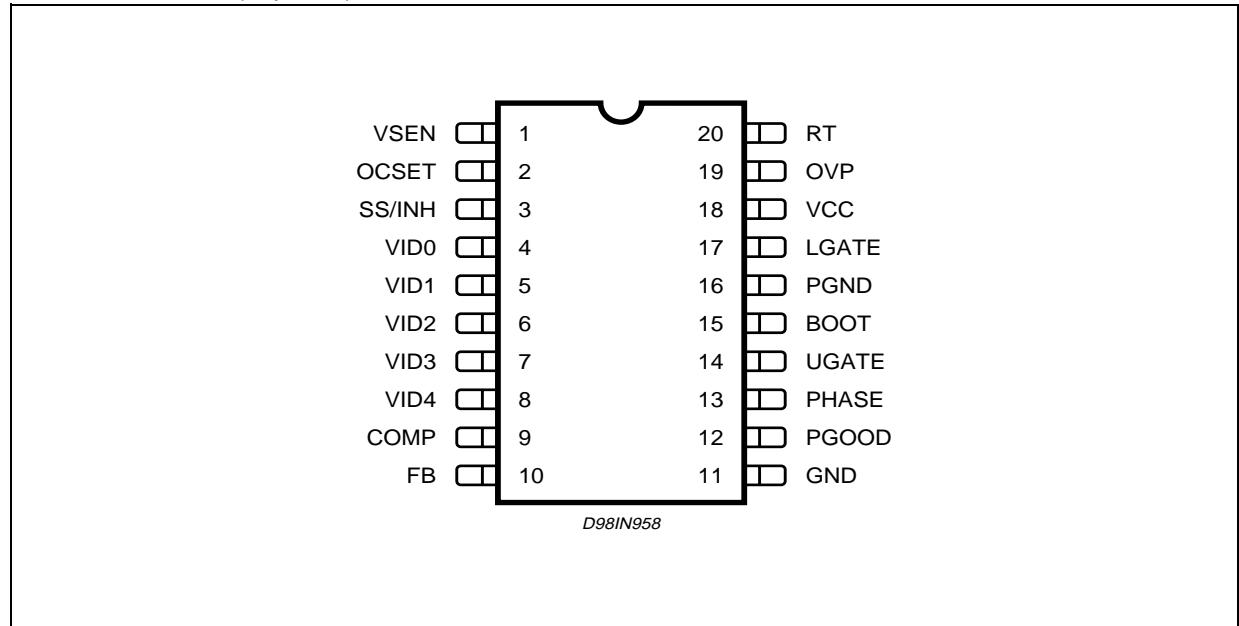 VSEN 1 20 RT
OCSET 2 19 OVP
SS/INH 3 18 VCC
VID0 4 17 LGATE
VID1 5 16 PGND
VID2 6 15 BOOT
VID3 7 14 UGATE
VID4 8 13 PHASE
COMP 9 12 PGOOD
FB 10 11 GND
D98IN958